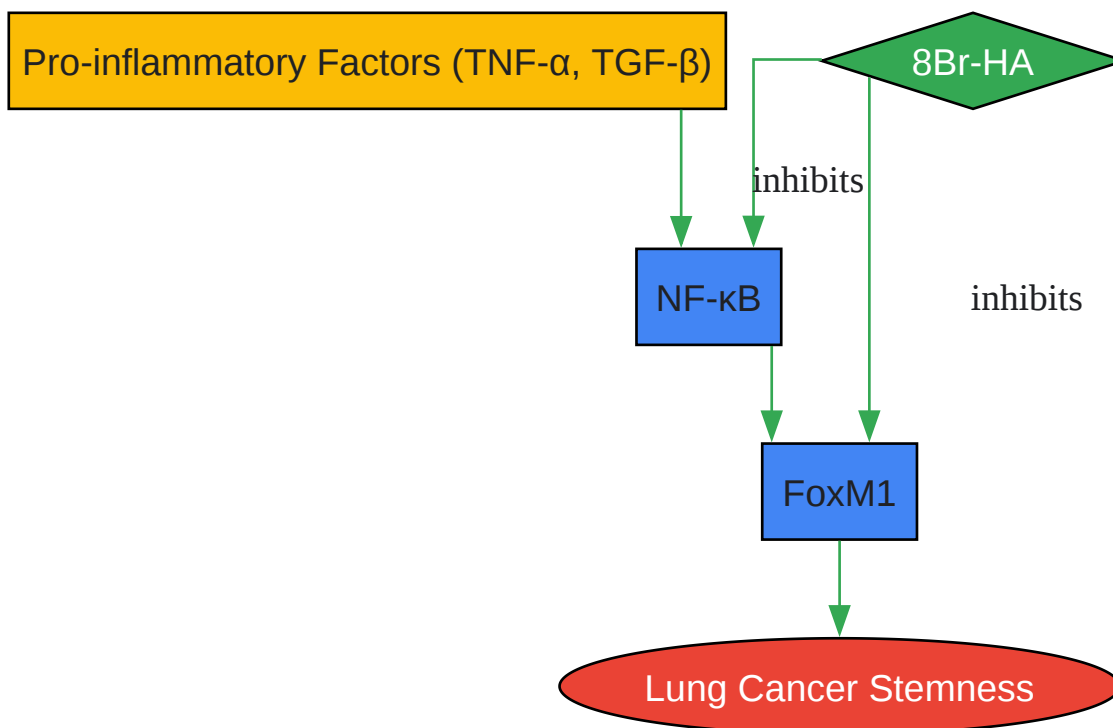 Pro-inflammatory Factors (TNF-α, TGF-β)
8Br-HA
inhibits
NF-κB
inhibits
FoxM1
Lung Cancer Stemness